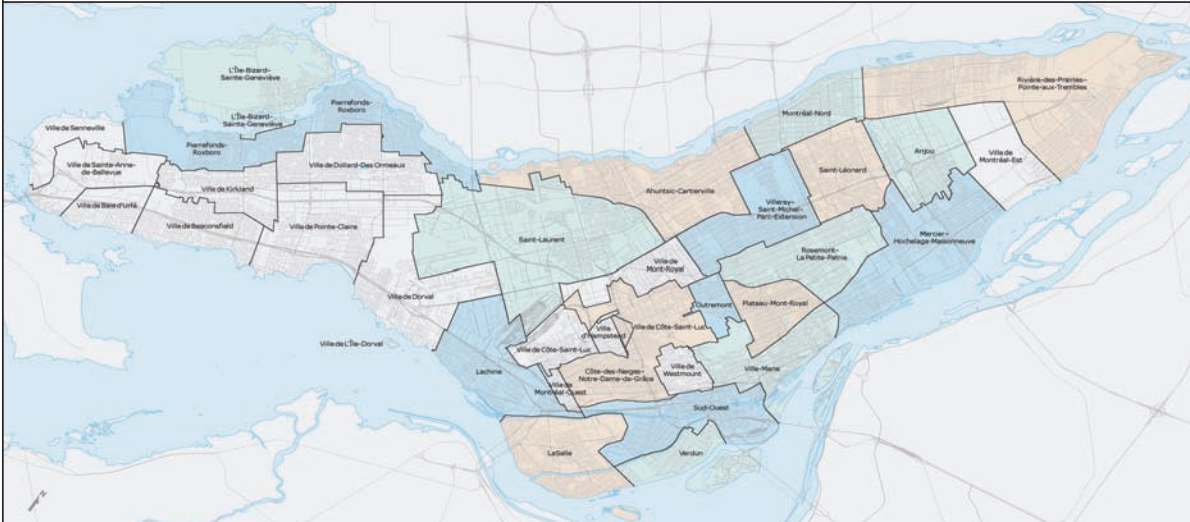 L'Île-Bizard–
Sainte-Geneviève
Pierrefonds-
Roxboro
L'Île-Bizard–
Sainte-Geneviève
Pierrefonds-
Roxboro
Ville de Senneville
Ville de Sainte-Anne-
de-Bellevue
Ville de Dollard-Des Ormeaux
Ville de Kirkland
Ville de Baie d'Urfé
Ville de Beaconsfield
Ville de Pointe-Claire
Ville de Dorval
Ville de L'Île-Dorval
Saint-Laurent
Ahuntsic-Cartierville
Montréal-Nord
Rivière-des-Prairies–
Pointe-aux-Trembles
Villeray–
Saint-Michel–
Parc-Extension
Saint-Léonard
Anjou
Ville de
Montréal-Est
Mercier–
Hochelaga-Maisonneuve
Rosemont–
La Petite-Patrie
Ville de
Mont-Royal
Outremont
Plateau-Mont-Royal
Ville
d'Hampstead
Ville de Côte-Saint-Luc
Ville de Côte-Saint-Luc
Lachine
Ville de
Montréal-Ouest
Côte-des-Neiges–
Notre-Dame-de-Grâce
Ville de
Westmount
Ville-Marie
Sud-Ouest
LaSalle
Verdun
N